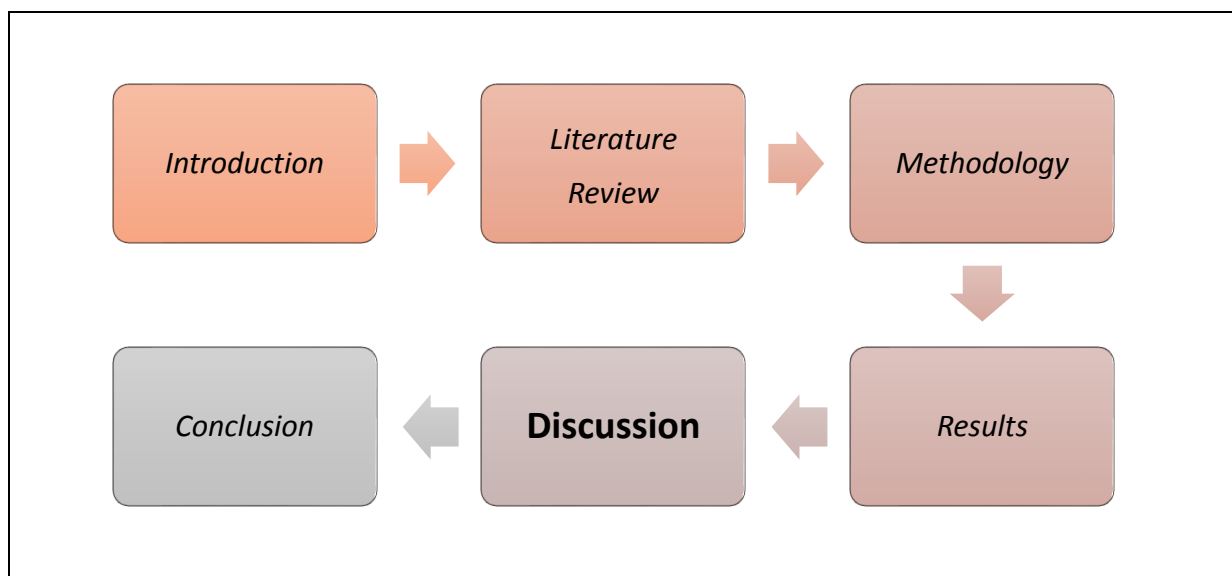 Introduction
Literature
Review
Methodology
Results
Discussion
Conclusion